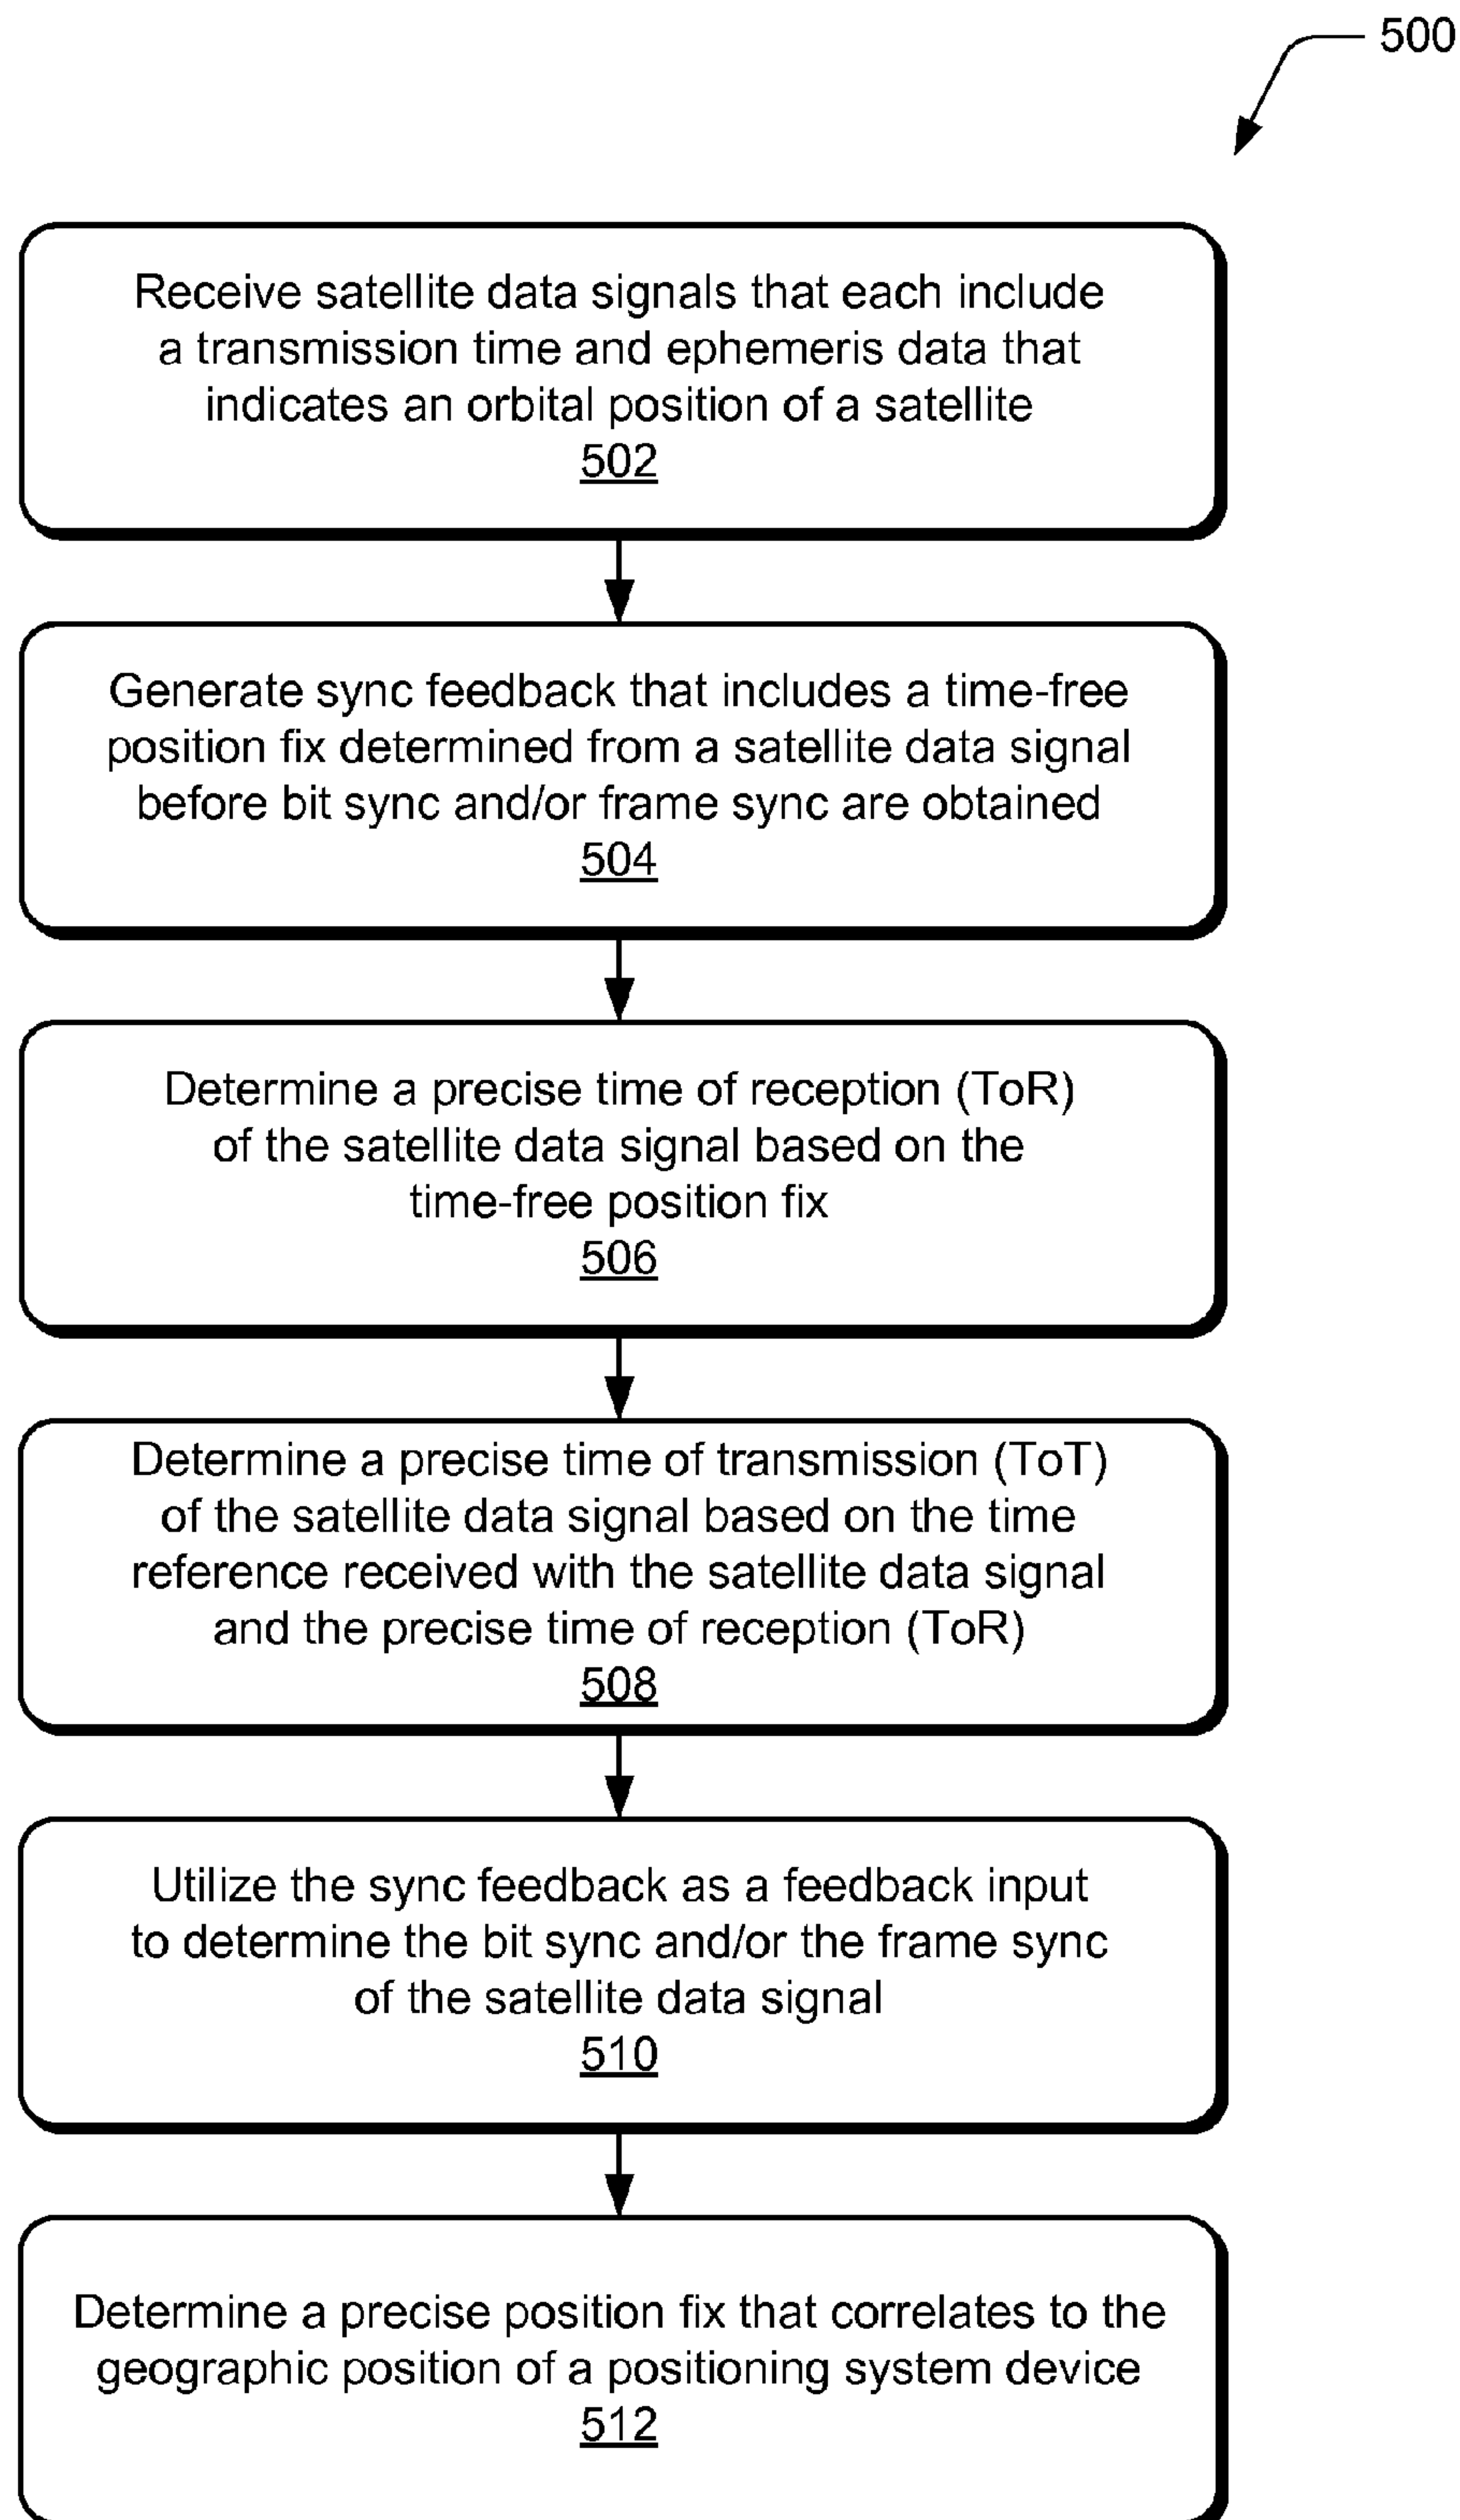 500
Receive satellite data signals that each include
a transmission time and ephemeris data that
indicates an orbital position of a satellite
502
Generate sync feedback that includes a time-free
position fix determined from a satellite data signal
before bit sync and/or frame sync are obtained
504
Determine a precise time of reception (ToR)
of the satellite data signal based on the
time-free position fix
506
Determine a precise time of transmission (ToT)
of the satellite data signal based on the time
reference received with the satellite data signal
and the precise time of reception (ToR)
508
Utilize the sync feedback as a feedback input
to determine the bit sync and/or the frame sync
of the satellite data signal
510
Determine a precise position fix that correlates to the
geographic position of a positioning system device
512